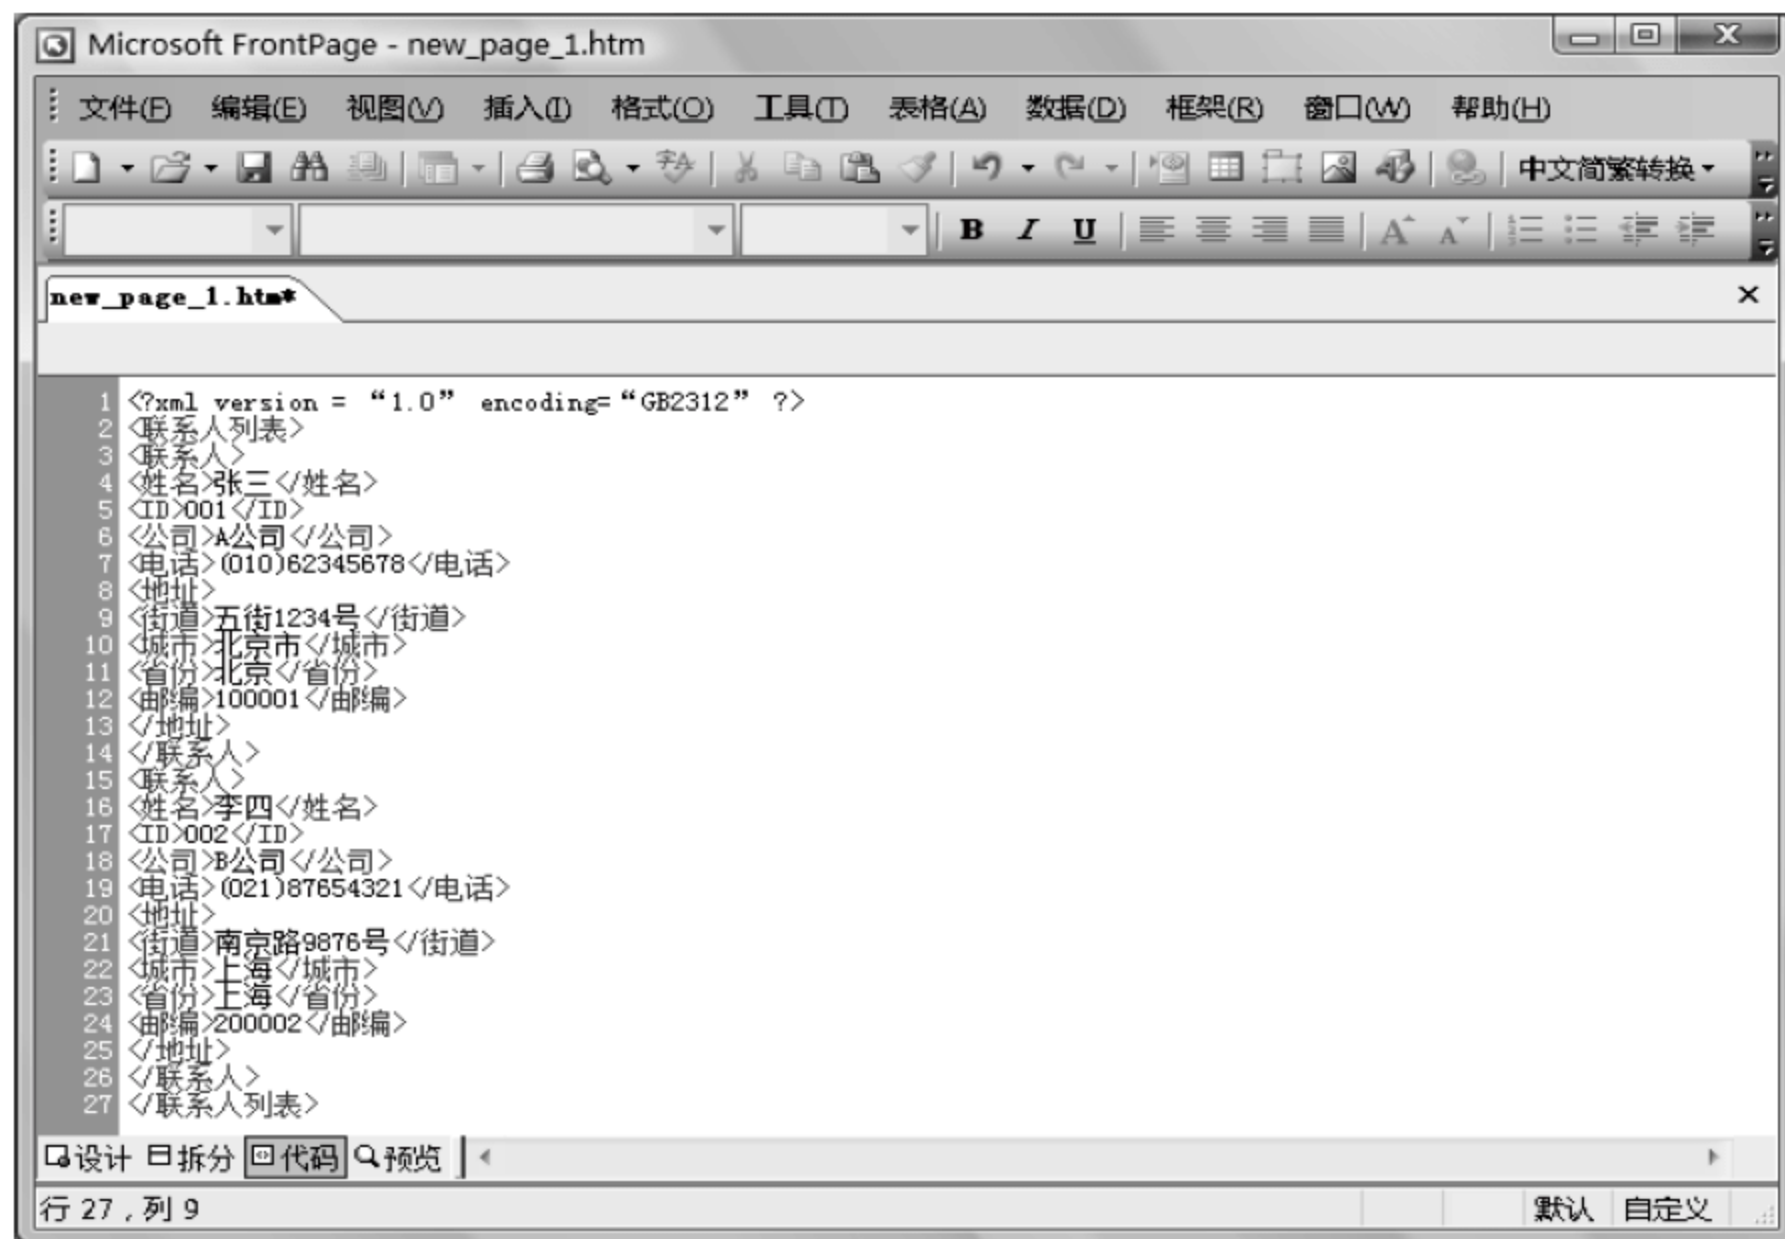 Microsoft FrontPage - new_page_1.htm
文件(F) 编辑(E) 视图(V) 插入(I) 格式(O) 工具(T) 表格(A) 数据(D) 框架(R) 窗口(W) 帮助(H)
中文简繁转换
B I U A A
new_page_1.htm*
1 <?xml version = “1.0” encoding=“GB2312” ?>
2 <联系人列表>
3 <联系人>
4 <姓名>张三</姓名>
5 <ID>001</ID>
6 <公司>A公司</公司>
7 <电话>(010)62345678</电话>
8 <地址>
9 <街道>五街1234号</街道>
10 <城市>北京市</城市>
11 <省份>北京</省份>
12 <邮编>100001</邮编>
13 </地址>
14 </联系人>
15 <联系人>
16 <姓名>李四</姓名>
17 <ID>002</ID>
18 <公司>B公司</公司>
19 <电话>(021)87654321</电话>
20 <地址>
21 <街道>南京路9876号</街道>
22 <城市>上海</城市>
23 <省份>上海</省份>
24 <邮编>200002</邮编>
25 </地址>
26 </联系人>
27 </联系人列表>
设计 拆分 代码 预览
行 27 , 列 9 默认 自定义